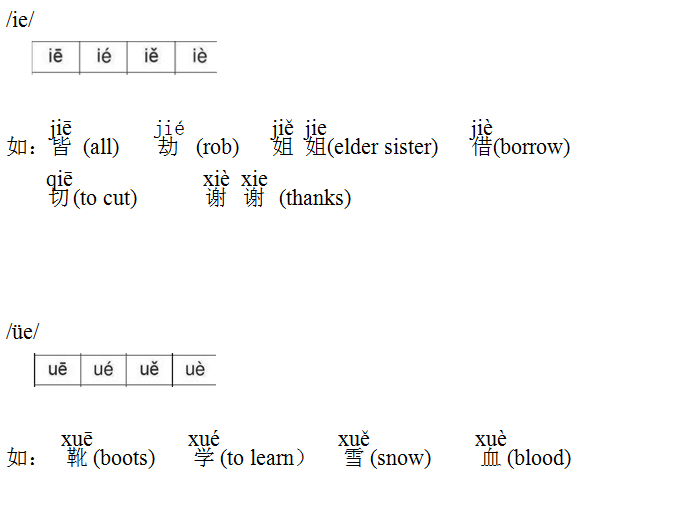 /ie/
iē ié iě iè
jiē jié jiě jie jiè
如：皆 (all) 劫 (rob) 姐 姐(elder sister) 借(borrow)
qiē xiè xie
切(to cut) 谢 谢 (thanks)
/üe/
uē ué uě uè
xuē xué xuě xuè
如： 靴 (boots) 学 (to learn） 雪 (snow) 血 (blood)